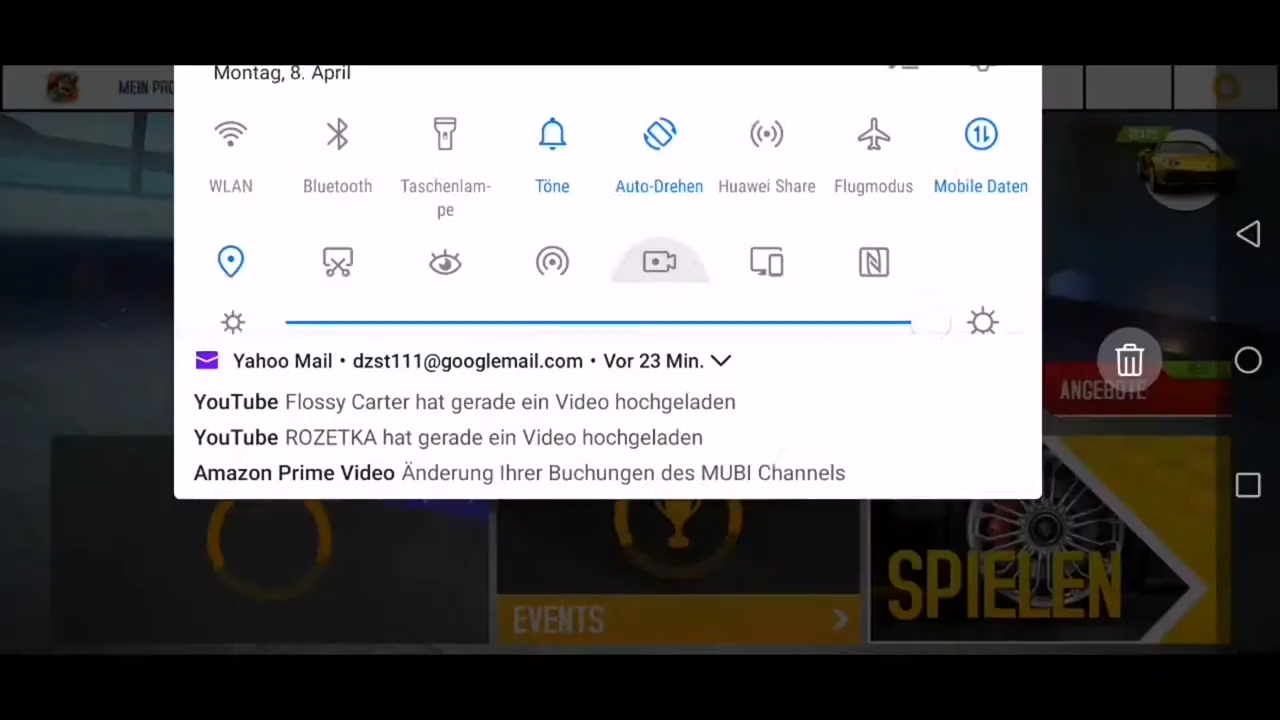 Montag, 8. April
MEIN PRO
WLAN
Bluetooth
Taschenlam-
pe
Töne
Auto-Drehen
Huawei Share
Flugmodus
Mobile Daten
Yahoo Mail • dzst111@googlemail.com • Vor 23 Min.
YouTube Flossy Carter hat gerade ein Video hochgeladen
YouTube ROZETKA hat gerade ein Video hochgeladen
Amazon Prime Video Änderung Ihrer Buchungen des MUBI Channels
ANGEBOTE
EVENTS
SPIELEN